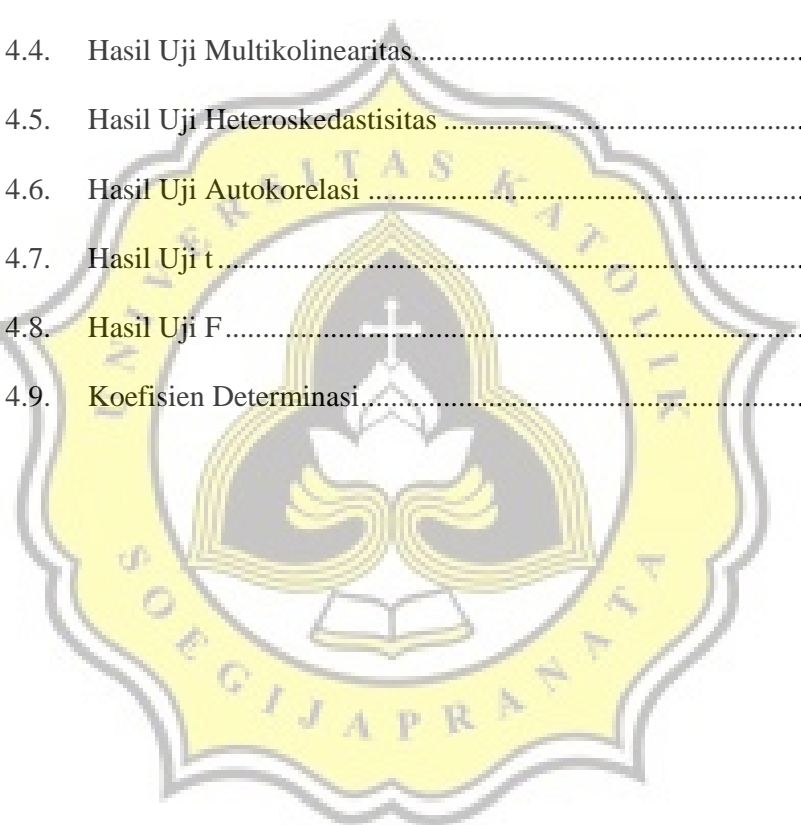 4.4. Hasil Uji Multikolinearitas..................................................
4.5. Hasil Uji Heteroskedastisitas ..............................................
4.6. Hasil Uji Autokorelasi .......................................................
4.7. Hasil Uji t..........................................................................
4.8. Hasil Uji F.........................................................................
4.9. Koefisien Determinasi........................................................
UNIVERSITAS KATOLIK
SOEGIJAPRANATA